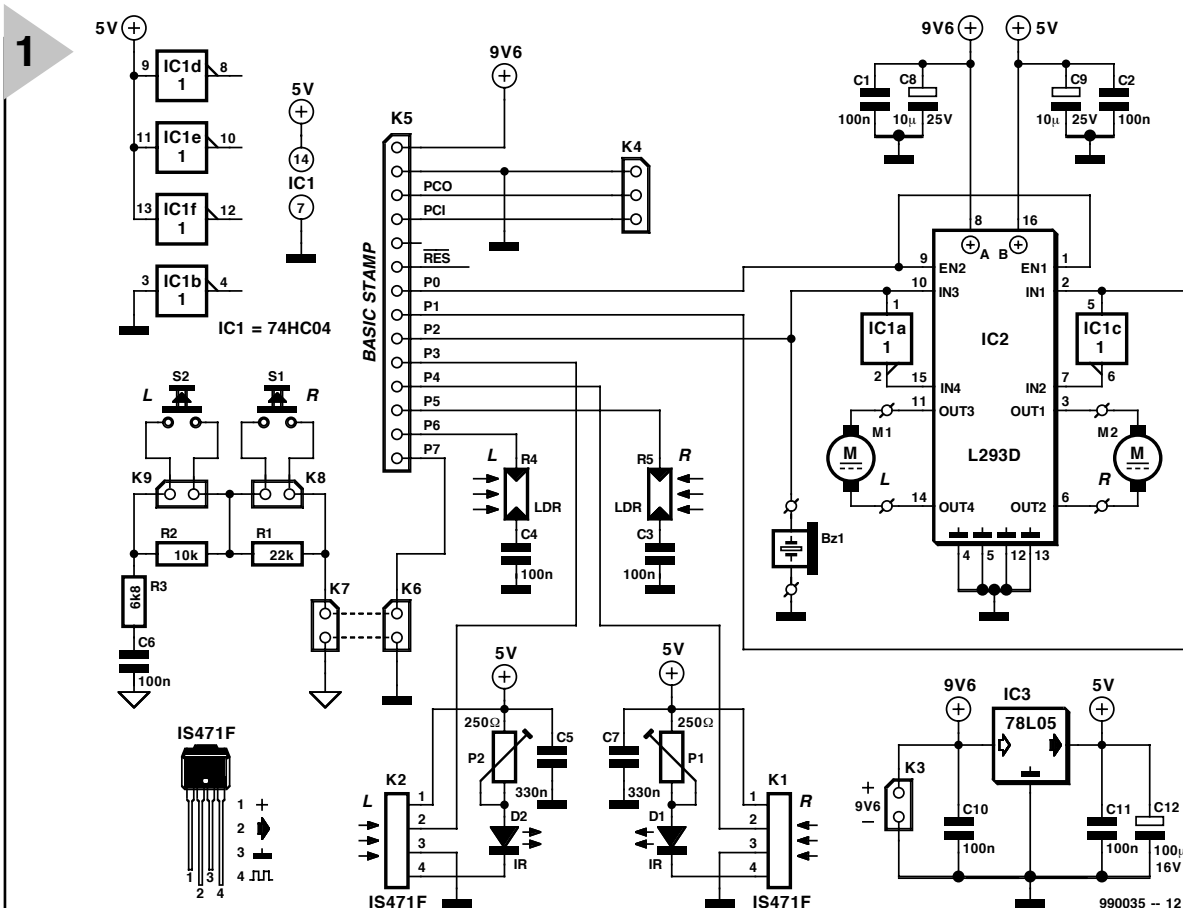 1
5V
9 IC1d 8
1
11 IC1e 10
1
13 IC1f 12
1
3 IC1b 4
1
5V
14
IC1
7
IC1 = 74HC04
9V6
K5
BASIC STAMP
PCO
PCI
RES
P0
P1
P2
P3
P4
P5
P6
P7
K4
9V6
5V
C1
100n
C8
10µ 25V
C9
10µ 25V
C2
100n
8 16
A B
9 EN2 EN1 1
10 IN3 IN1 2
1
IC1a
1
2
IC2
5
IC1c
1
6
15 IN4 IN2 7
11 OUT3 OUT1 3
M1
M
L
L293D
M2
M
R
14 OUT4 OUT2 6
4 5 12 13
S2
L
S1
R
K9
K8
R2
10k
R1
22k
R3
6k8
C6
100n
K7
K6
L
R4
LDR
C4
100n
R5
R
LDR
C3
100n
Bz1
5V
250Ω
P2
C5
330n
K2
L
1
2
3
4
D2
IR
IS471F
5V
C7
250Ω
P1
330n
K1
R
1
2
3
4
D1
IR
IS471F
IS471F
1 +
2
3
4
1 3
2 4
9V6
IC3
78L05
5V
K3
+
9V6
–
C10
100n
C11
100n
C12
100µ
16V
990035 -- 12